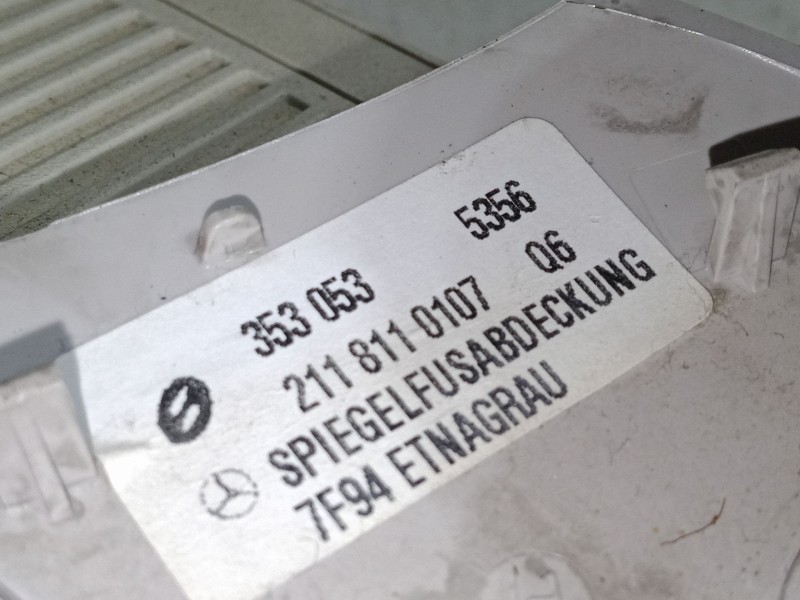 353 053 5356
211 811 0107 Q6
SPIEGELFUSABDECKUNG
7F94 ETNAGRAU